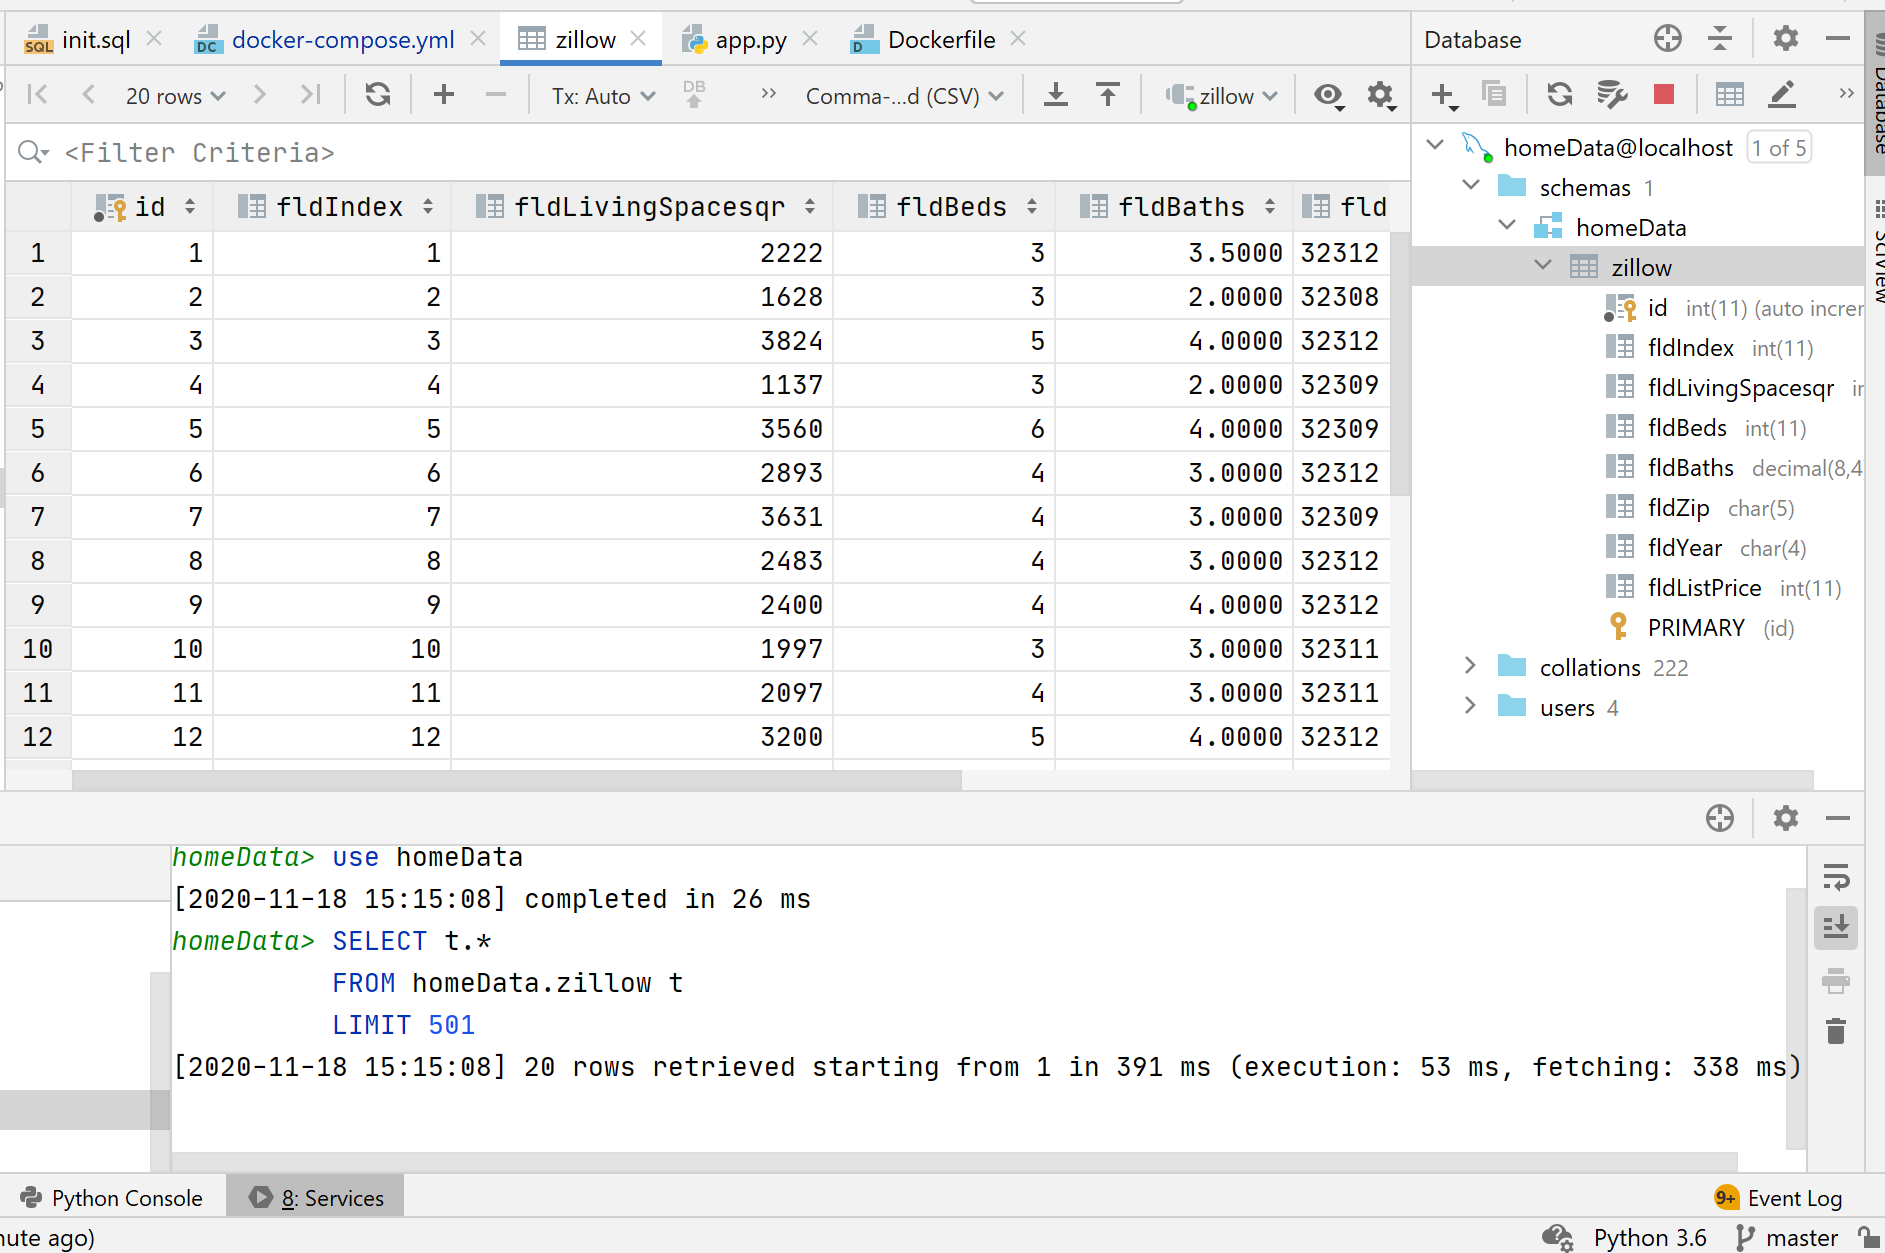 init.sql docker-compose.yml zillow app.py Dockerfile
20 rows Tx: Auto DB Comma-...d (CSV) zillow
<Filter Criteria>
id fldIndex fldLivingSpacesqr fldBeds fldBaths fld
1 1 1 2222 3 3.5000 32312
2 2 2 1628 3 2.0000 32308
3 3 3 3824 5 4.0000 32312
4 4 4 1137 3 2.0000 32309
5 5 5 3560 6 4.0000 32309
6 6 6 2893 4 3.0000 32312
7 7 7 3631 4 3.0000 32309
8 8 8 2483 4 3.0000 32312
9 9 9 2400 4 4.0000 32312
10 10 10 1997 3 3.0000 32311
11 11 11 2097 4 3.0000 32311
12 12 12 3200 5 4.0000 32312
Database
homeData@localhost 1 of 5
schemas 1
homeData
zillow
id int(11) (auto increr
fldIndex int(11)
fldLivingSpacesqr in
fldBeds int(11)
fldBaths decimal(8,4
fldZip char(5)
fldYear char(4)
fldListPrice int(11)
PRIMARY (id)
collations 222
users 4
Database
SciView
homeData> use homeData
[2020-11-18 15:15:08] completed in 26 ms
homeData> SELECT t.*
FROM homeData.zillow t
LIMIT 501
[2020-11-18 15:15:08] 20 rows retrieved starting from 1 in 391 ms (execution: 53 ms, fetching: 338 ms)
Python Console 8: Services 9+ Event Log
nute ago) Python 3.6 master